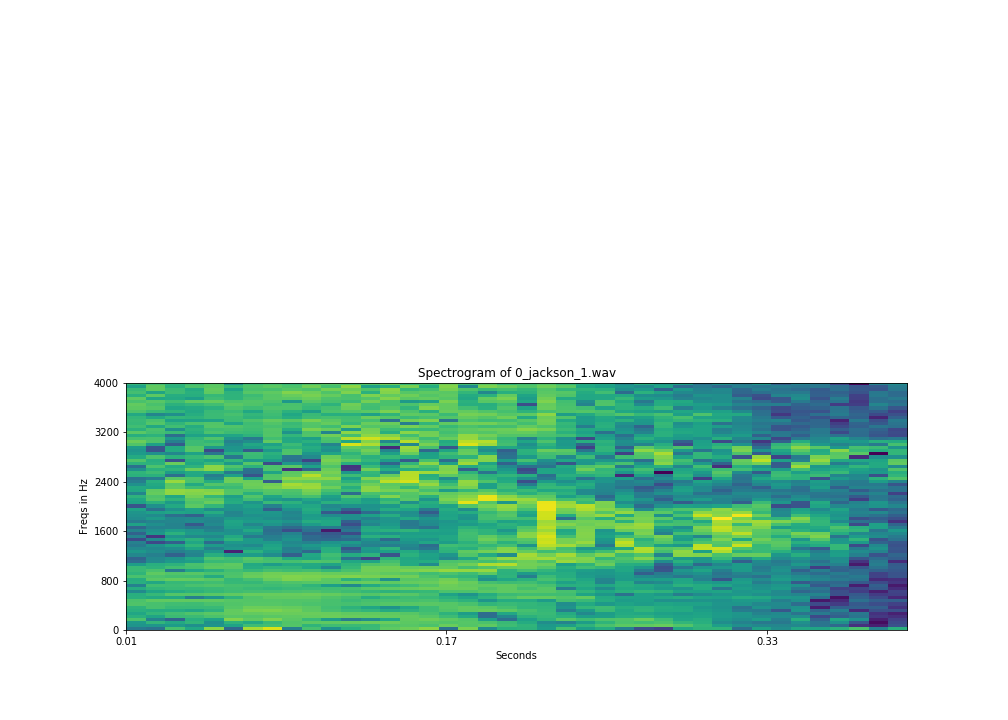 Spectrogram of 0_jackson_1.wav
4000
3200
2400
1600
800
0
Freqs in Hz
0.01 0.17 0.33
Seconds